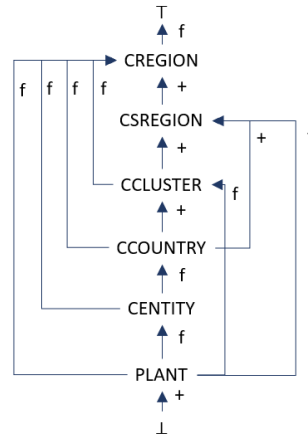 ⊤
f
CREGION
f f f f +
CSREGION
+ +
CCLUSTER
f
+
CCOUNTRY
f
CENTITY
f
PLANT
+
⊥